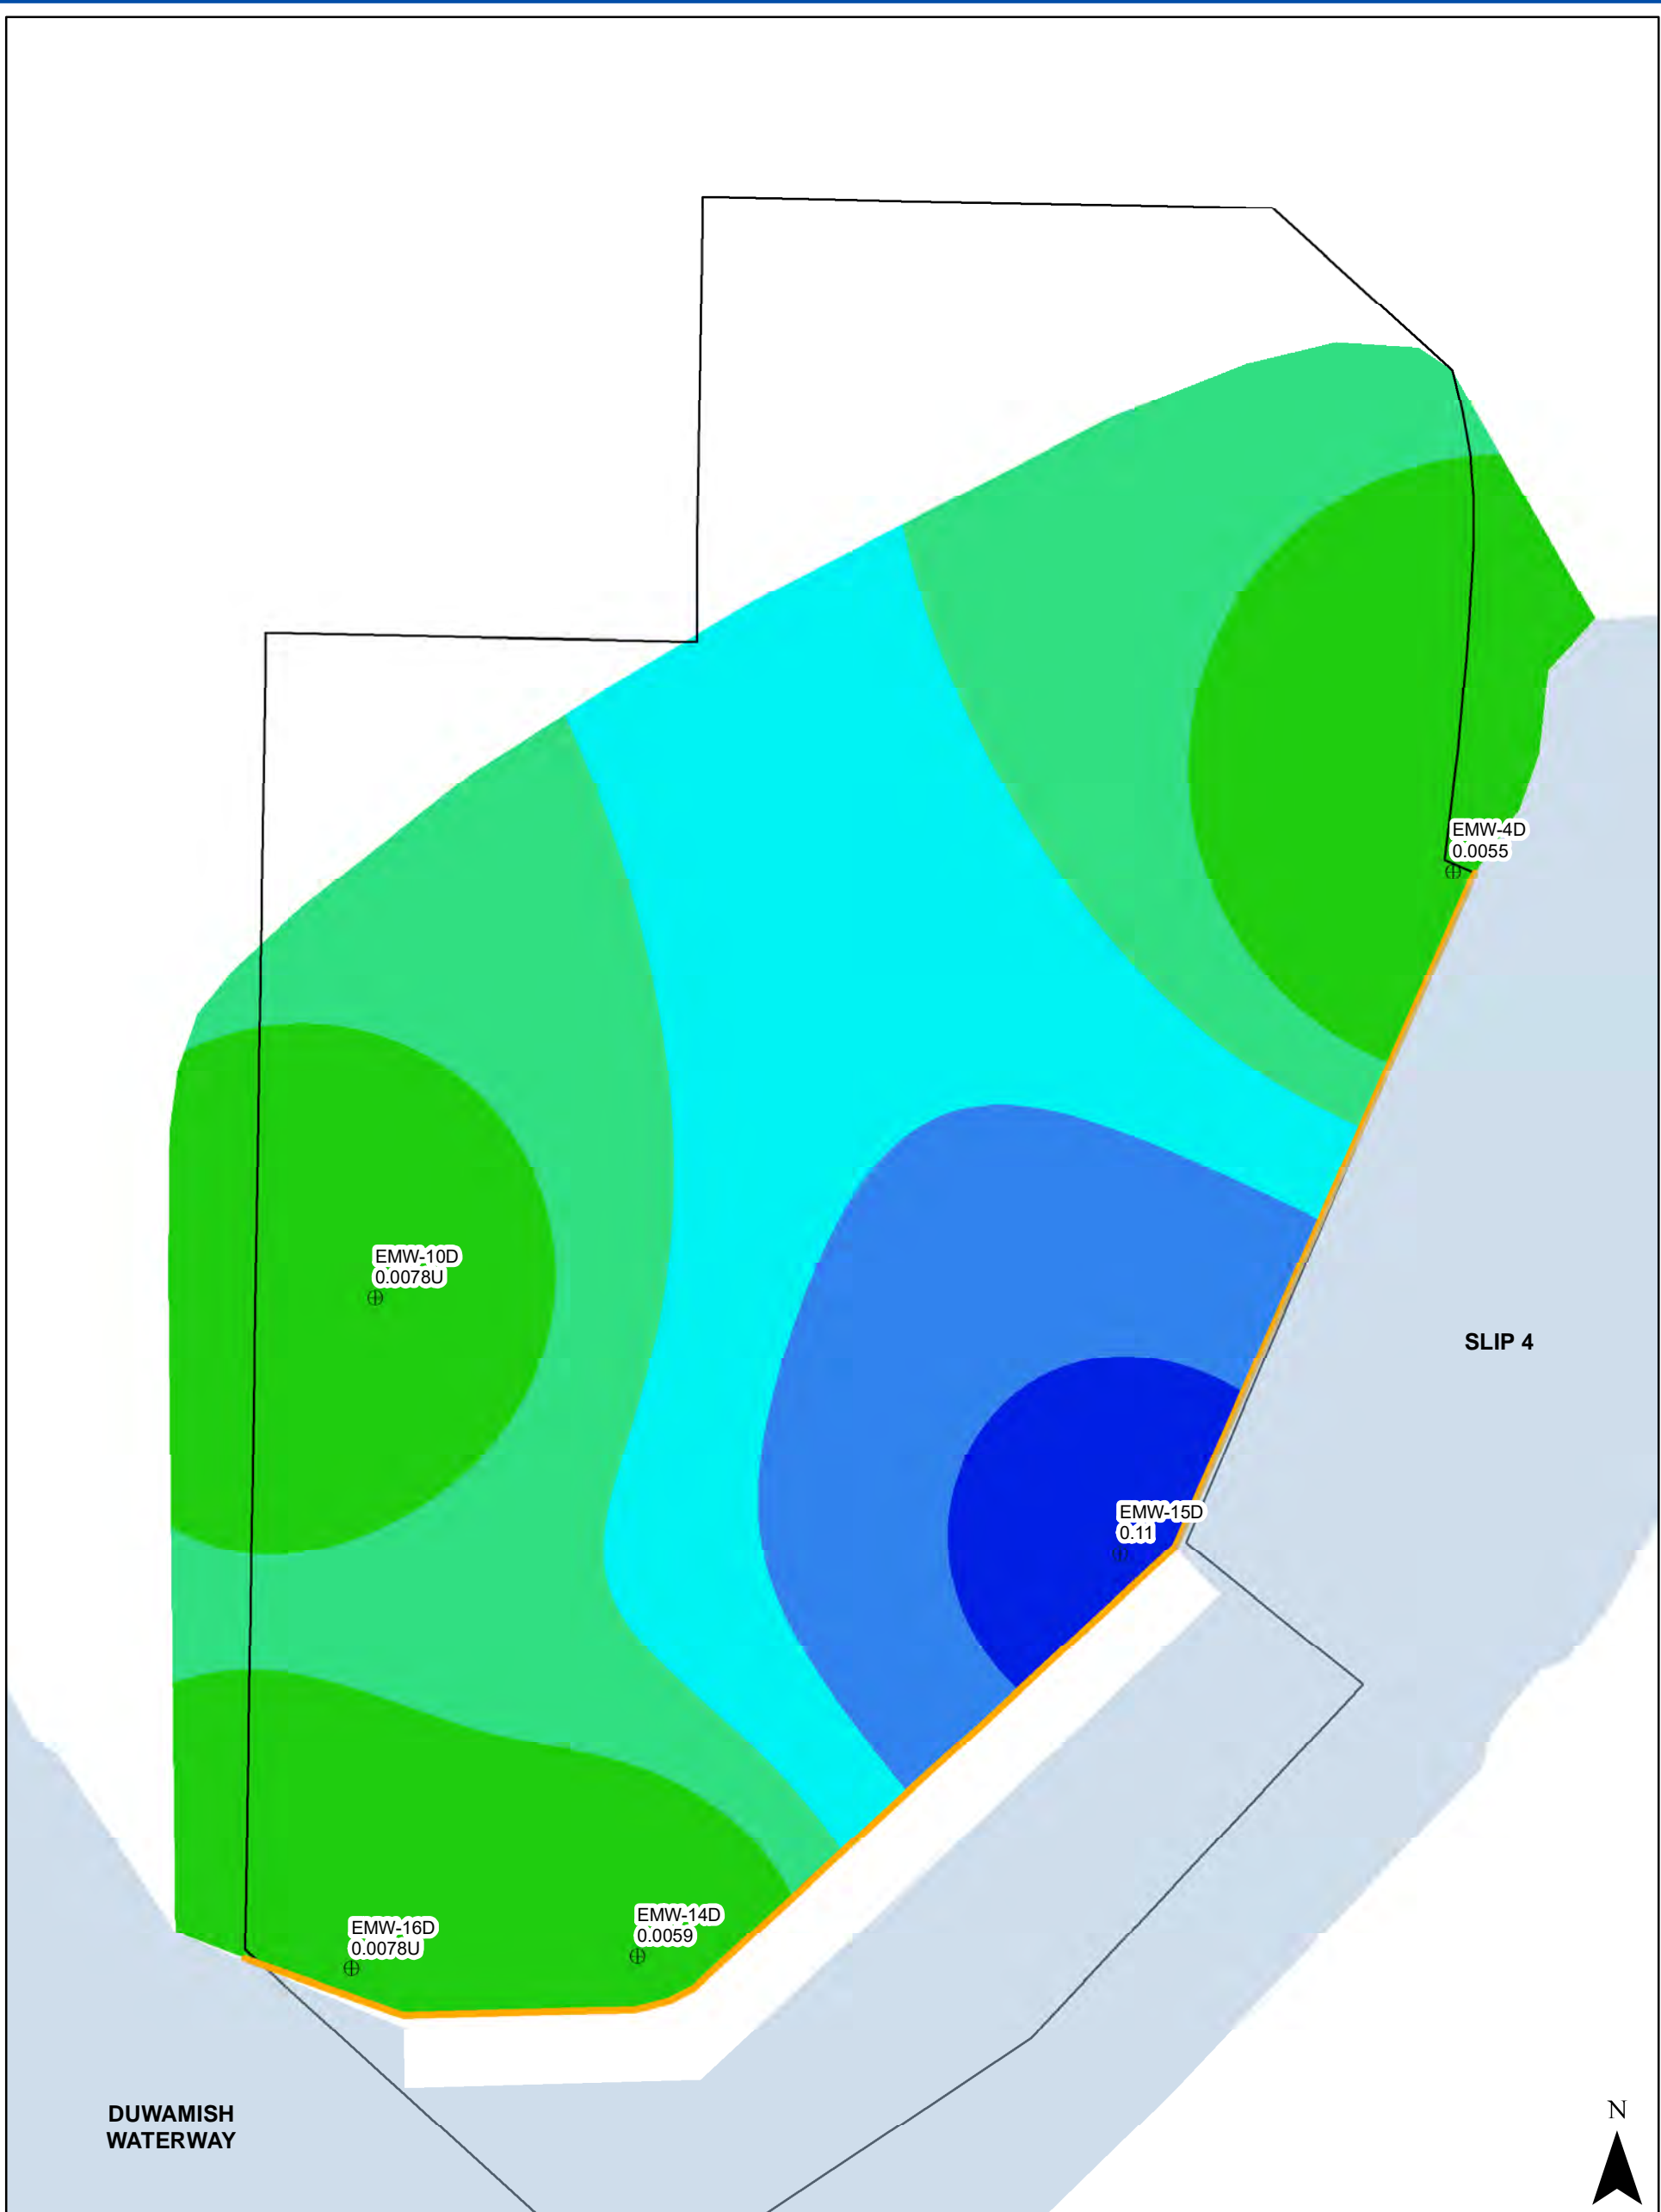 EMW-4D
0.0055
EMW-10D
0.0078U
SLIP 4
EMW-15D
0.11
EMW-14D
0.0059
EMW-16D
0.0078U
DUWAMISH
WATERWAY
N